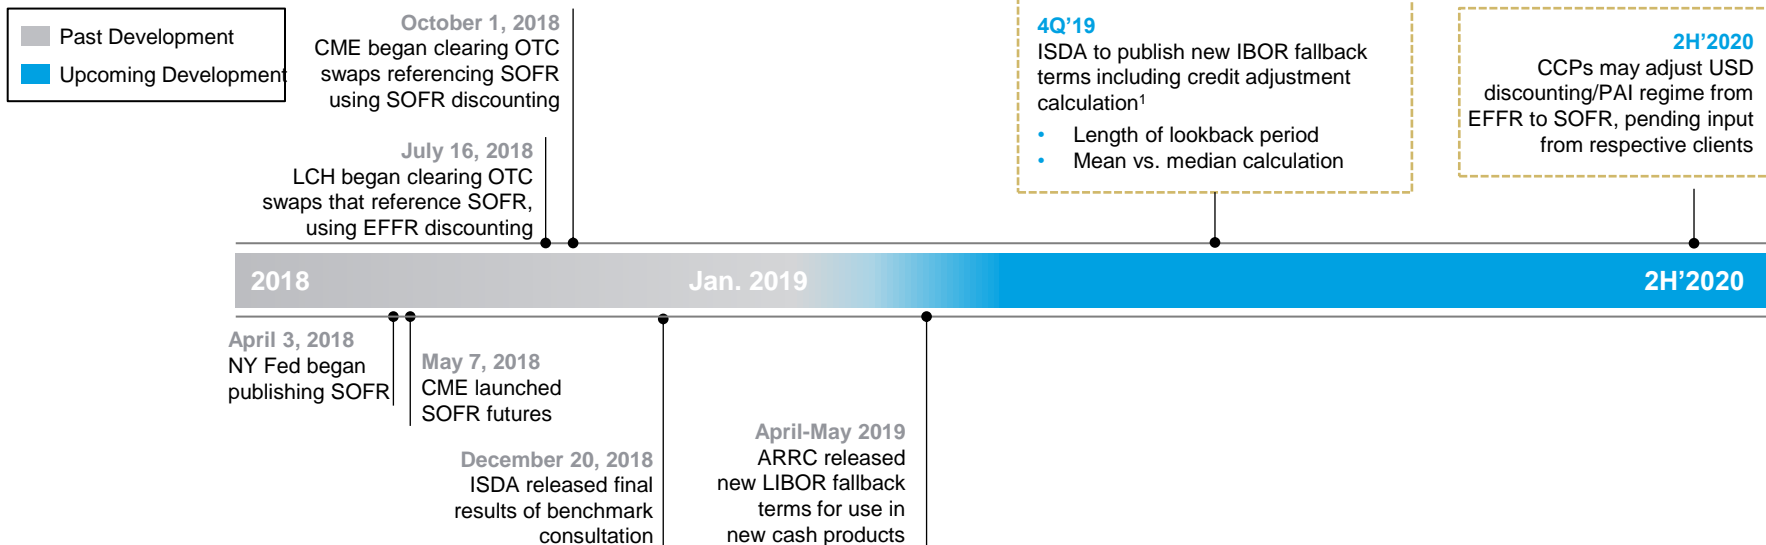 Past Development
Upcoming Development
October 1, 2018
CME began clearing OTC
swaps referencing SOFR
using SOFR discounting
July 16, 2018
LCH began clearing OTC
swaps that reference SOFR,
using EFFR discounting
4Q'19
ISDA to publish new IBOR fallback
terms including credit adjustment
calculation¹
• Length of lookback period
• Mean vs. median calculation
2H'2020
CCPs may adjust USD
discounting/PAI regime from
EFFR to SOFR, pending input
from respective clients
2018
Jan. 2019
2H'2020
April 3, 2018
NY Fed began
publishing SOFR
May 7, 2018
CME launched
SOFR futures
December 20, 2018
ISDA released final
results of benchmark
consultation
April-May 2019
ARRC released
new LIBOR fallback
terms for use in
new cash products